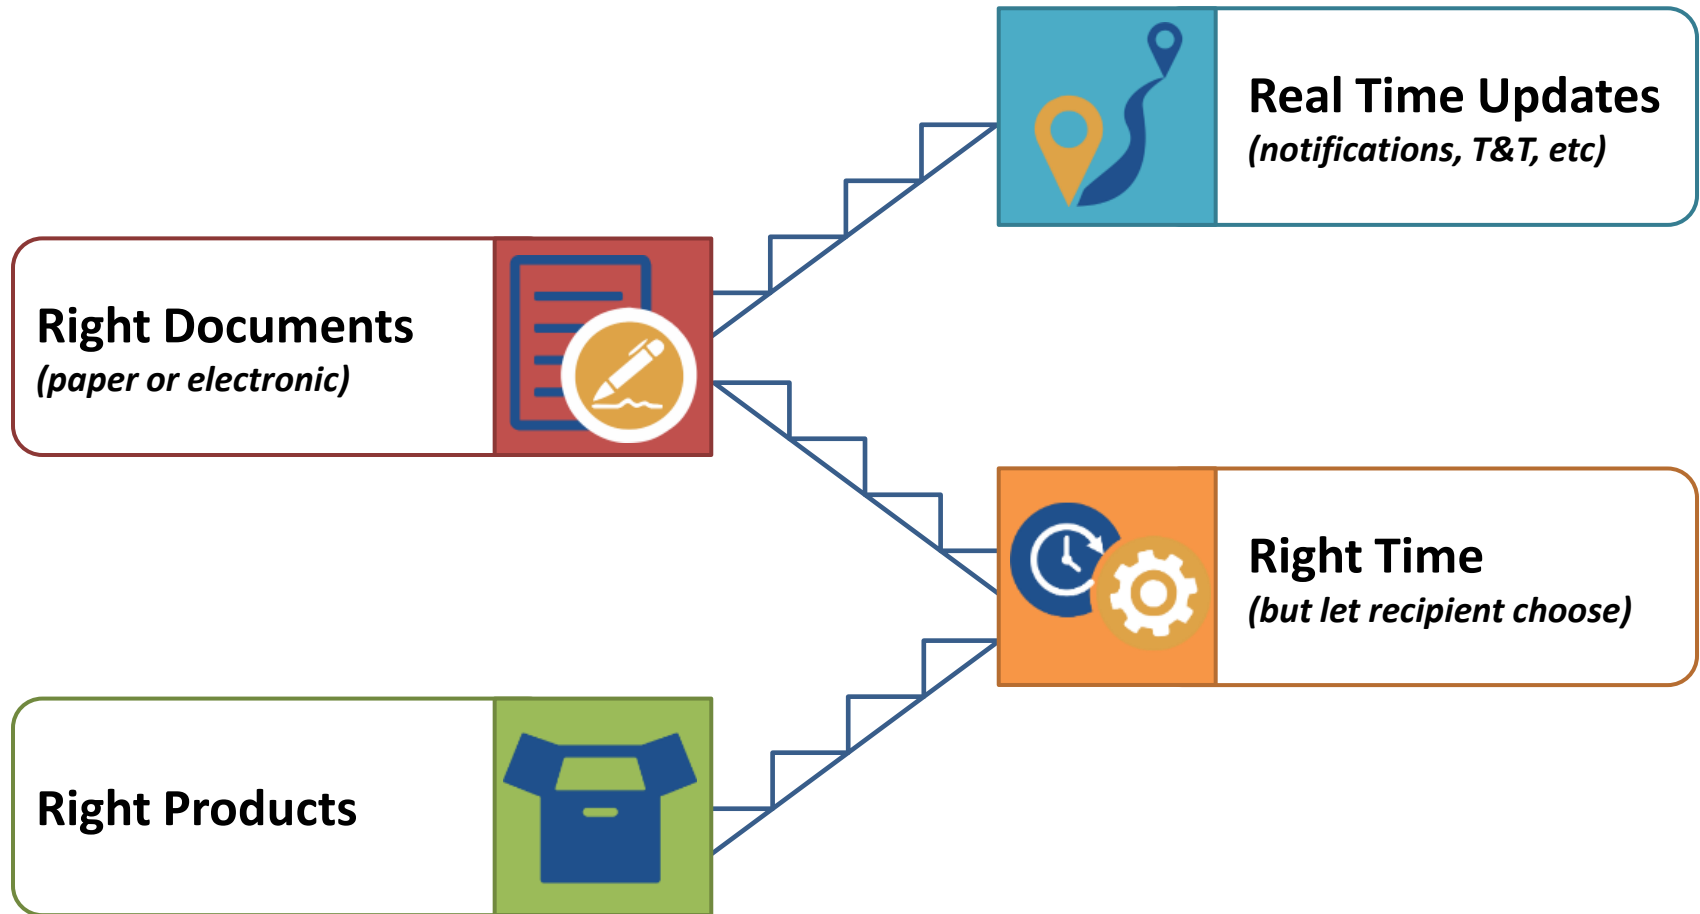 Real Time Updates
(notifications, T&T, etc)
Right Documents
(paper or electronic)
Right Time
(but let recipient choose)
Right Products